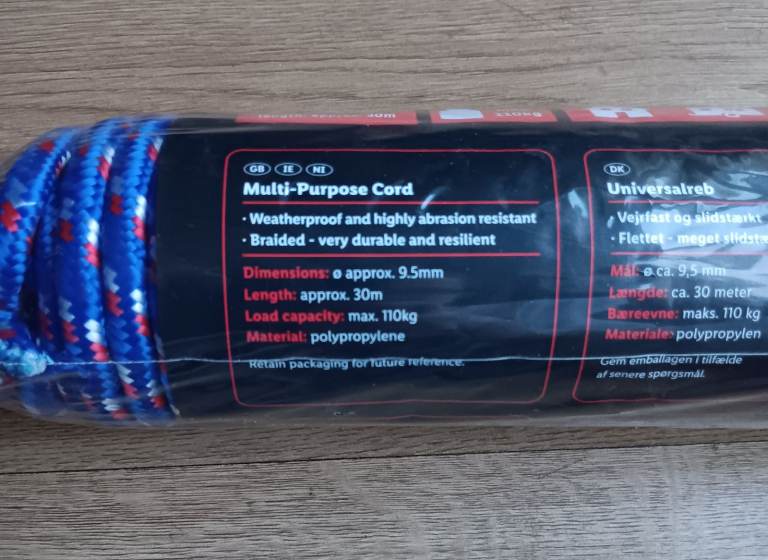 110kg
GB IE NI
Multi-Purpose Cord
· Weatherproof and highly abrasion resistant
· Braided - very durable and resilient
Dimensions: ø approx. 9.5mm
Length: approx. 30m
Load capacity: max. 110kg
Material: polypropylene
Retain packaging for future reference.
DK
Universalreb
· Vejrfast og slidstærkt
· Flettet - meget
Mål: ø ca. 9,5 mm
Længde: ca. 30 meter
Bæreevne: maks. 110 kg
Materiale: polypropylen
Gem emballagen i tilfælde
af senere spørgsmål.